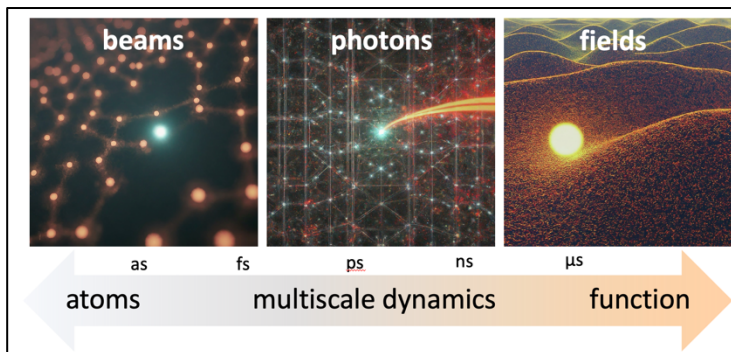 beams photons fields
as fs ps ns µs
atoms multiscale dynamics function